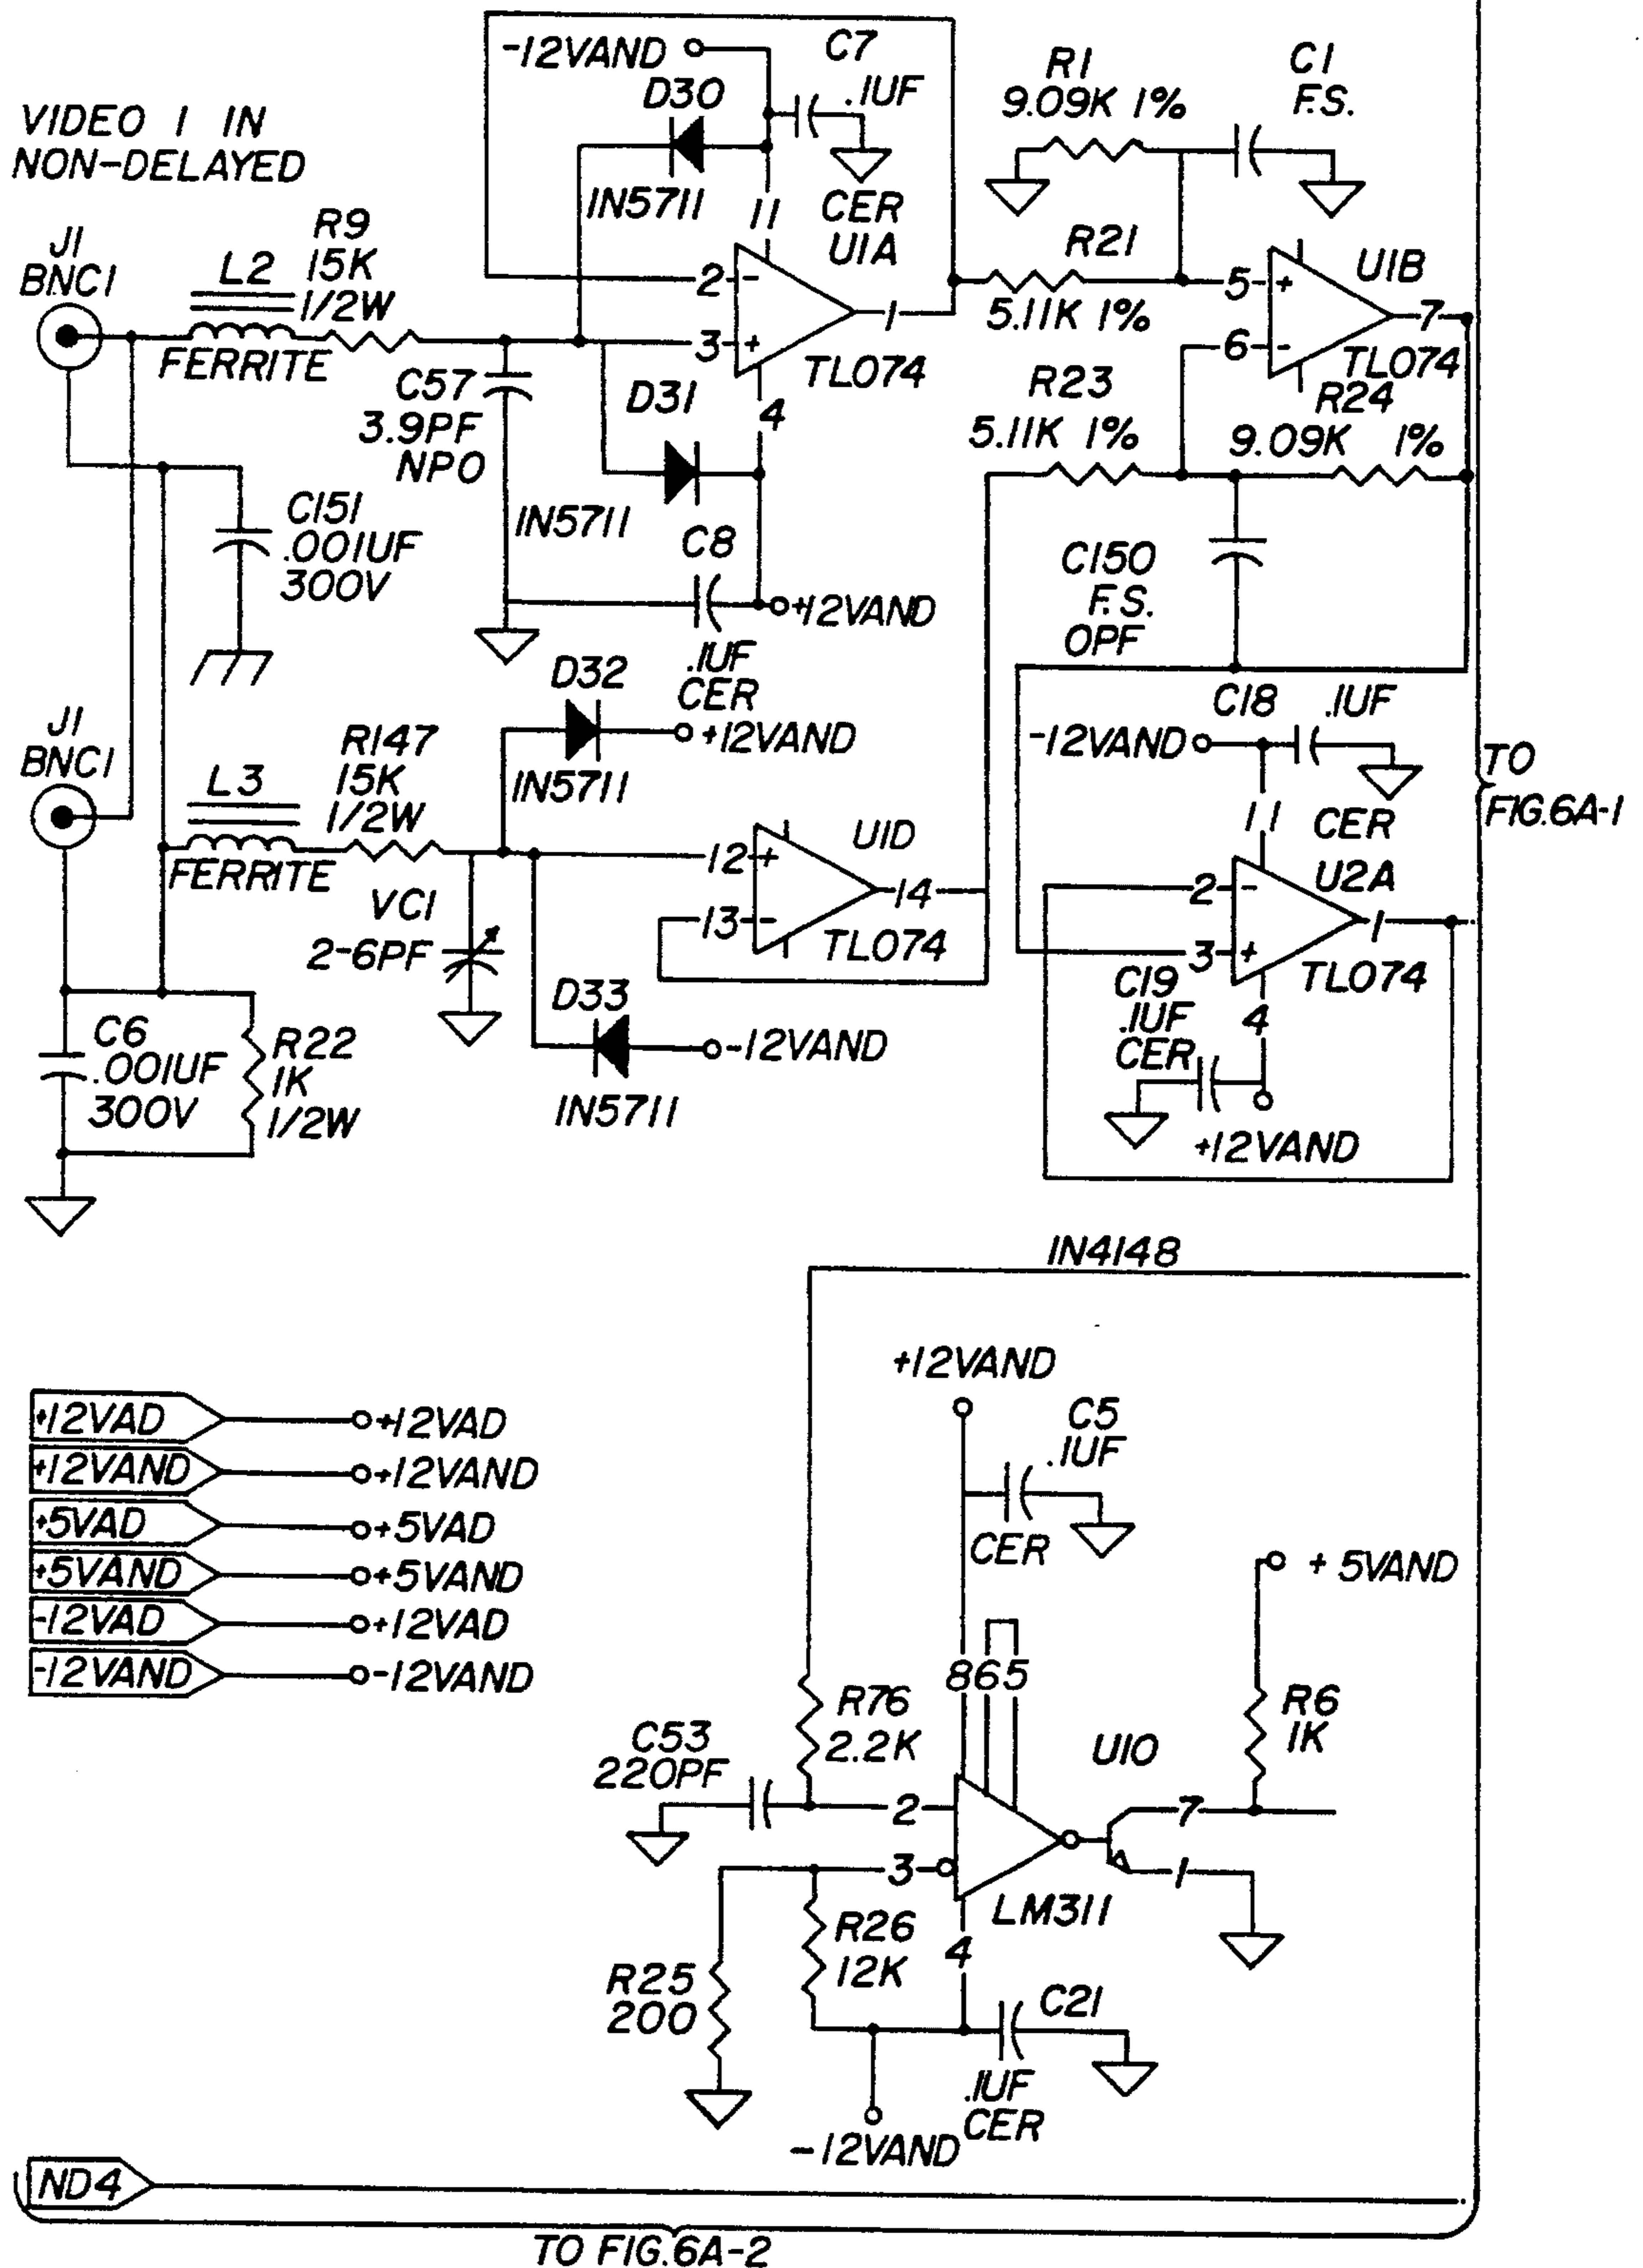 -12VAND
C7
.1UF
D30
R1
9.09K 1%
C1
F.S.
VIDEO 1 IN
NON-DELAYED
IN5711
11
CER
U1A
J1
BNC1
L2
R9
15K
1/2W
FERRITE
2
-
3
+
1
TL074
4
R21
5.11K 1%
5
+
6
-
7
U1B
TL074
C57
3.9PF
NPO
D31
IN5711
R23
5.11K 1%
R24
9.09K 1%
C151
.001UF
300V
C8
.1UF
CER
+12VAND
C150
F.S.
0PF
D32
+12VAND
IN5711
C18
.1UF
-12VAND
CER
TO
FIG.6A-1
J1
BNC1
L3
R147
15K
1/2W
FERRITE
VC1
2-6PF
12
+
13
-
14
U1D
TL074
11
U2A
2
-
3
+
1
TL074
4
C19
.1UF
CER
+12VAND
D33
-12VAND
IN5711
C6
.001UF
300V
R22
1K
1/2W
IN4148
+12VAND
C5
.1UF
CER
+12VAD
+12VAD
+12VAND
+12VAND
+5VAD
+5VAD
+5VAND
+5VAND
-12VAD
+12VAD
-12VAND
-12VAND
+5VAND
R6
1K
865
R76
2.2K
C53
220PF
U10
2
3
7
1
LM311
4
R26
12K
R25
200
C21
.1UF
CER
-12VAND
ND4
TO FIG.6A-2